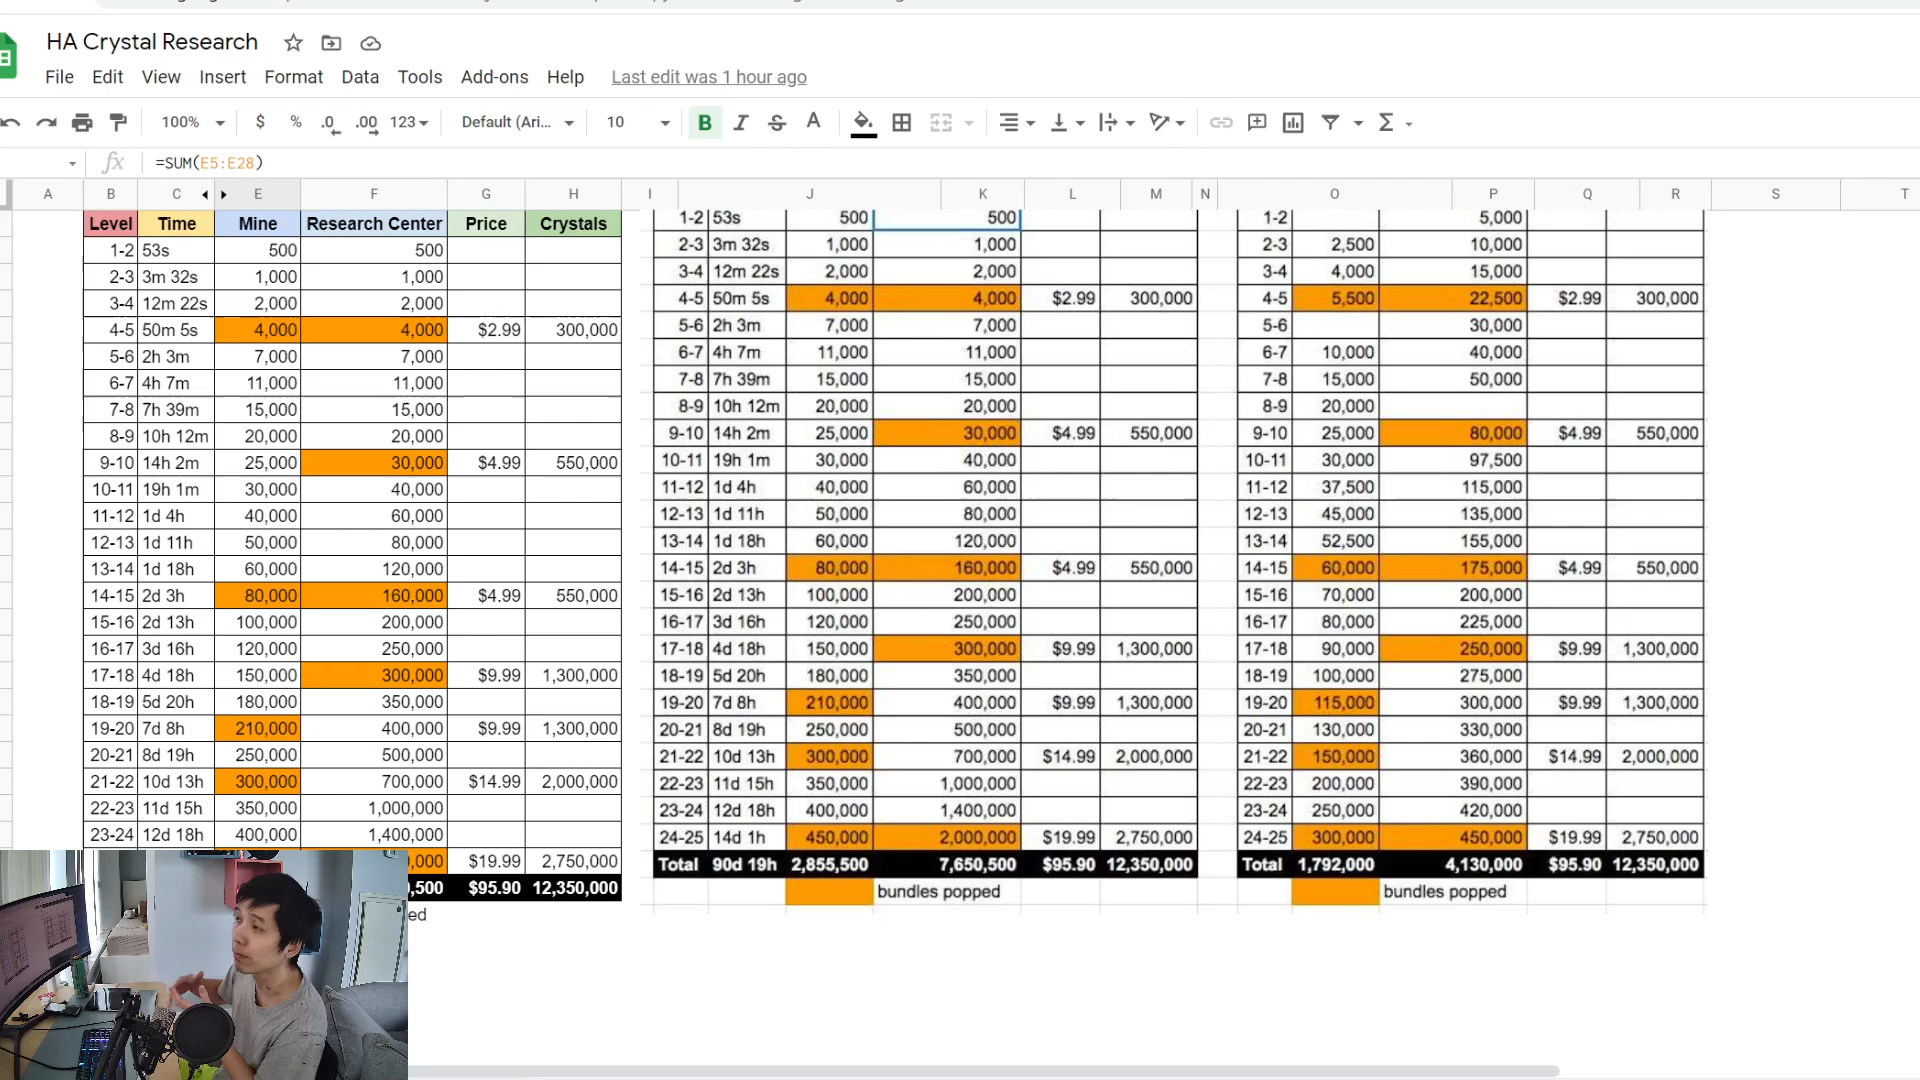 HA Crystal Research
File Edit View Insert Format Data Tools Add-ons Help Last edit was 1 hour ago
100% $ % .0 .00 123 Default (Ari... 10 B I S A Σ
fx =SUM(E5:E28)
A B C E F G H I J K L M N O P Q R S T
Level Time Mine Research Center Price Crystals
1-2 53s 500 500
2-3 3m 32s 1,000 1,000
3-4 12m 22s 2,000 2,000
4-5 50m 5s 4,000 4,000 $2.99 300,000
5-6 2h 3m 7,000 7,000
6-7 4h 7m 11,000 11,000
7-8 7h 39m 15,000 15,000
8-9 10h 12m 20,000 20,000
9-10 14h 2m 25,000 30,000 $4.99 550,000
10-11 19h 1m 30,000 40,000
11-12 1d 4h 40,000 60,000
12-13 1d 11h 50,000 80,000
13-14 1d 18h 60,000 120,000
14-15 2d 3h 80,000 160,000 $4.99 550,000
15-16 2d 13h 100,000 200,000
16-17 3d 16h 120,000 250,000
17-18 4d 18h 150,000 300,000 $9.99 1,300,000
18-19 5d 20h 180,000 350,000
19-20 7d 8h 210,000 400,000 $9.99 1,300,000
20-21 8d 19h 250,000 500,000
21-22 10d 13h 300,000 700,000 $14.99 2,000,000
22-23 11d 15h 350,000 1,000,000
23-24 12d 18h 400,000 1,400,000
,000 $19.99 2,750,000
,500 $95.90 12,350,000
ed
1-2 53s 500 500
2-3 3m 32s 1,000 1,000
3-4 12m 22s 2,000 2,000
4-5 50m 5s 4,000 4,000 $2.99 300,000
5-6 2h 3m 7,000 7,000
6-7 4h 7m 11,000 11,000
7-8 7h 39m 15,000 15,000
8-9 10h 12m 20,000 20,000
9-10 14h 2m 25,000 30,000 $4.99 550,000
10-11 19h 1m 30,000 40,000
11-12 1d 4h 40,000 60,000
12-13 1d 11h 50,000 80,000
13-14 1d 18h 60,000 120,000
14-15 2d 3h 80,000 160,000 $4.99 550,000
15-16 2d 13h 100,000 200,000
16-17 3d 16h 120,000 250,000
17-18 4d 18h 150,000 300,000 $9.99 1,300,000
18-19 5d 20h 180,000 350,000
19-20 7d 8h 210,000 400,000 $9.99 1,300,000
20-21 8d 19h 250,000 500,000
21-22 10d 13h 300,000 700,000 $14.99 2,000,000
22-23 11d 15h 350,000 1,000,000
23-24 12d 18h 400,000 1,400,000
24-25 14d 1h 450,000 2,000,000 $19.99 2,750,000
Total 90d 19h 2,855,500 7,650,500 $95.90 12,350,000
bundles popped
1-2 5,000
2-3 2,500 10,000
3-4 4,000 15,000
4-5 5,500 22,500 $2.99 300,000
5-6 30,000
6-7 10,000 40,000
7-8 15,000 50,000
8-9 20,000
9-10 25,000 80,000 $4.99 550,000
10-11 30,000 97,500
11-12 37,500 115,000
12-13 45,000 135,000
13-14 52,500 155,000
14-15 60,000 175,000 $4.99 550,000
15-16 70,000 200,000
16-17 80,000 225,000
17-18 90,000 250,000 $9.99 1,300,000
18-19 100,000 275,000
19-20 115,000 300,000 $9.99 1,300,000
20-21 130,000 330,000
21-22 150,000 360,000 $14.99 2,000,000
22-23 200,000 390,000
23-24 250,000 420,000
24-25 300,000 450,000 $19.99 2,750,000
Total 1,792,000 4,130,000 $95.90 12,350,000
bundles popped